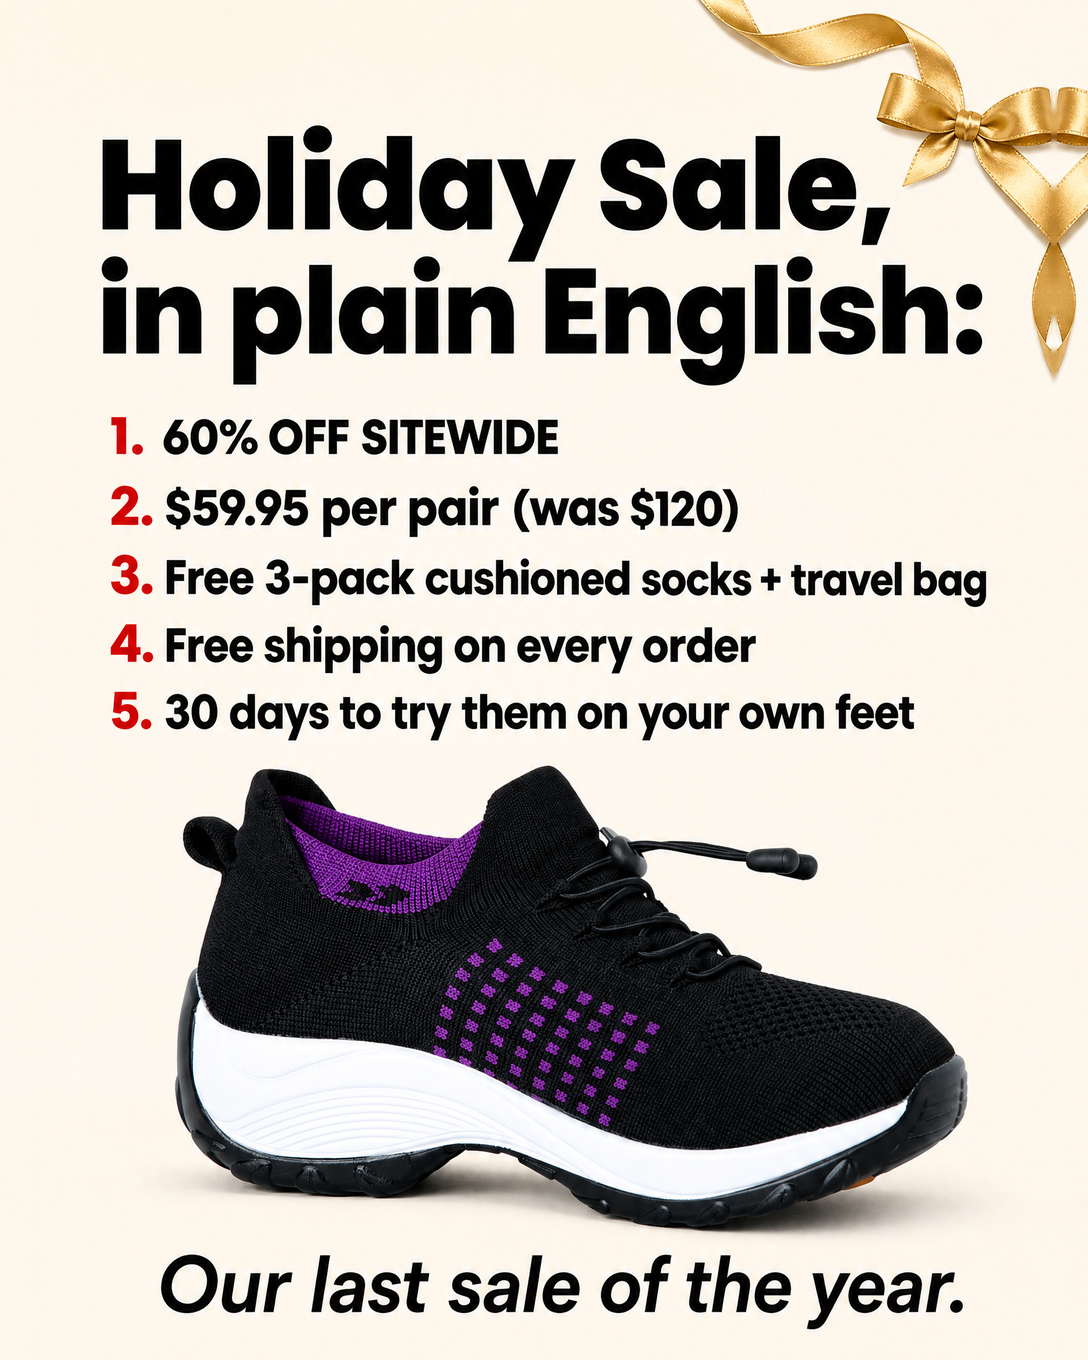 Holiday Sale,
in plain English:
1. 60% OFF SITEWIDE
2. $59.95 per pair (was $120)
3. Free 3-pack cushioned socks + travel bag
4. Free shipping on every order
5. 30 days to try them on your own feet
Our last sale of the year.